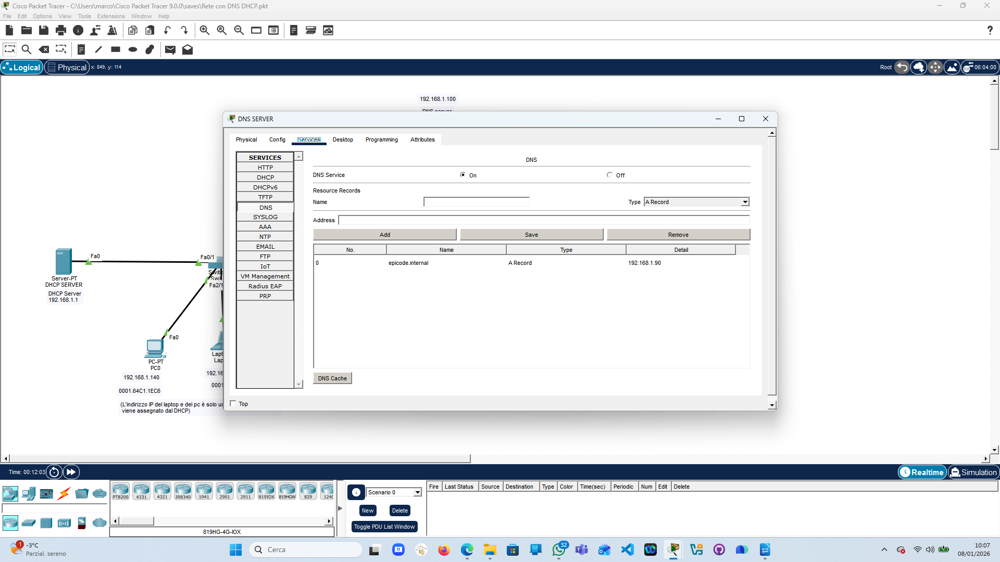 Cisco Packet Tracer - C:\Users\marco\Cisco Packet Tracer 9.0.0\saves\Rete con DNS DHCP.pkt
File Edit Options View Tools Extensions Window Help
Logical Physical x: 849, y: 114 Root 06:04:00
192.168.1.100
DNS server
DNS SERVER
Physical Config Services Desktop Programming Attributes
SERVICES
HTTP
DHCP
DHCPv6
TFTP
DNS
SYSLOG
AAA
NTP
EMAIL
FTP
IoT
VM Management
Radius EAP
PRP
DNS
DNS Service On Off
Resource Records
Name Type A Record
Address
Add Save Remove
No. Name Type Detail
0 epicode.internal A Record 192.168.1.90
DNS Cache
Top
Fa0 Fa0/1
Server-PT
DHCP SERVER
DHCP Server
192.168.1.1
Switc
Swi
Fa2/1
Fa0
PC-PT
PC0
192.168.1.140
0001.64C1.1EC6
Lapt
Lap
192.16
0001
(L'indirizzo IP del laptop e del pc è solo un
viene assegnato dal DHCP)
Time: 00:12:03 Realtime Simulation
PT8200 4331 4321 IR8340 1941 2901 2911 819IOX 819HGW 829 1240
819HG-4G-IOX
Scenario 0
New Delete
Toggle PDU List Window
Fire Last Status Source Destination Type Color Time(sec) Periodic Num Edit Delete
1
-3°C
Parzial. sereno
Cerca
32
10:07
08/01/2026